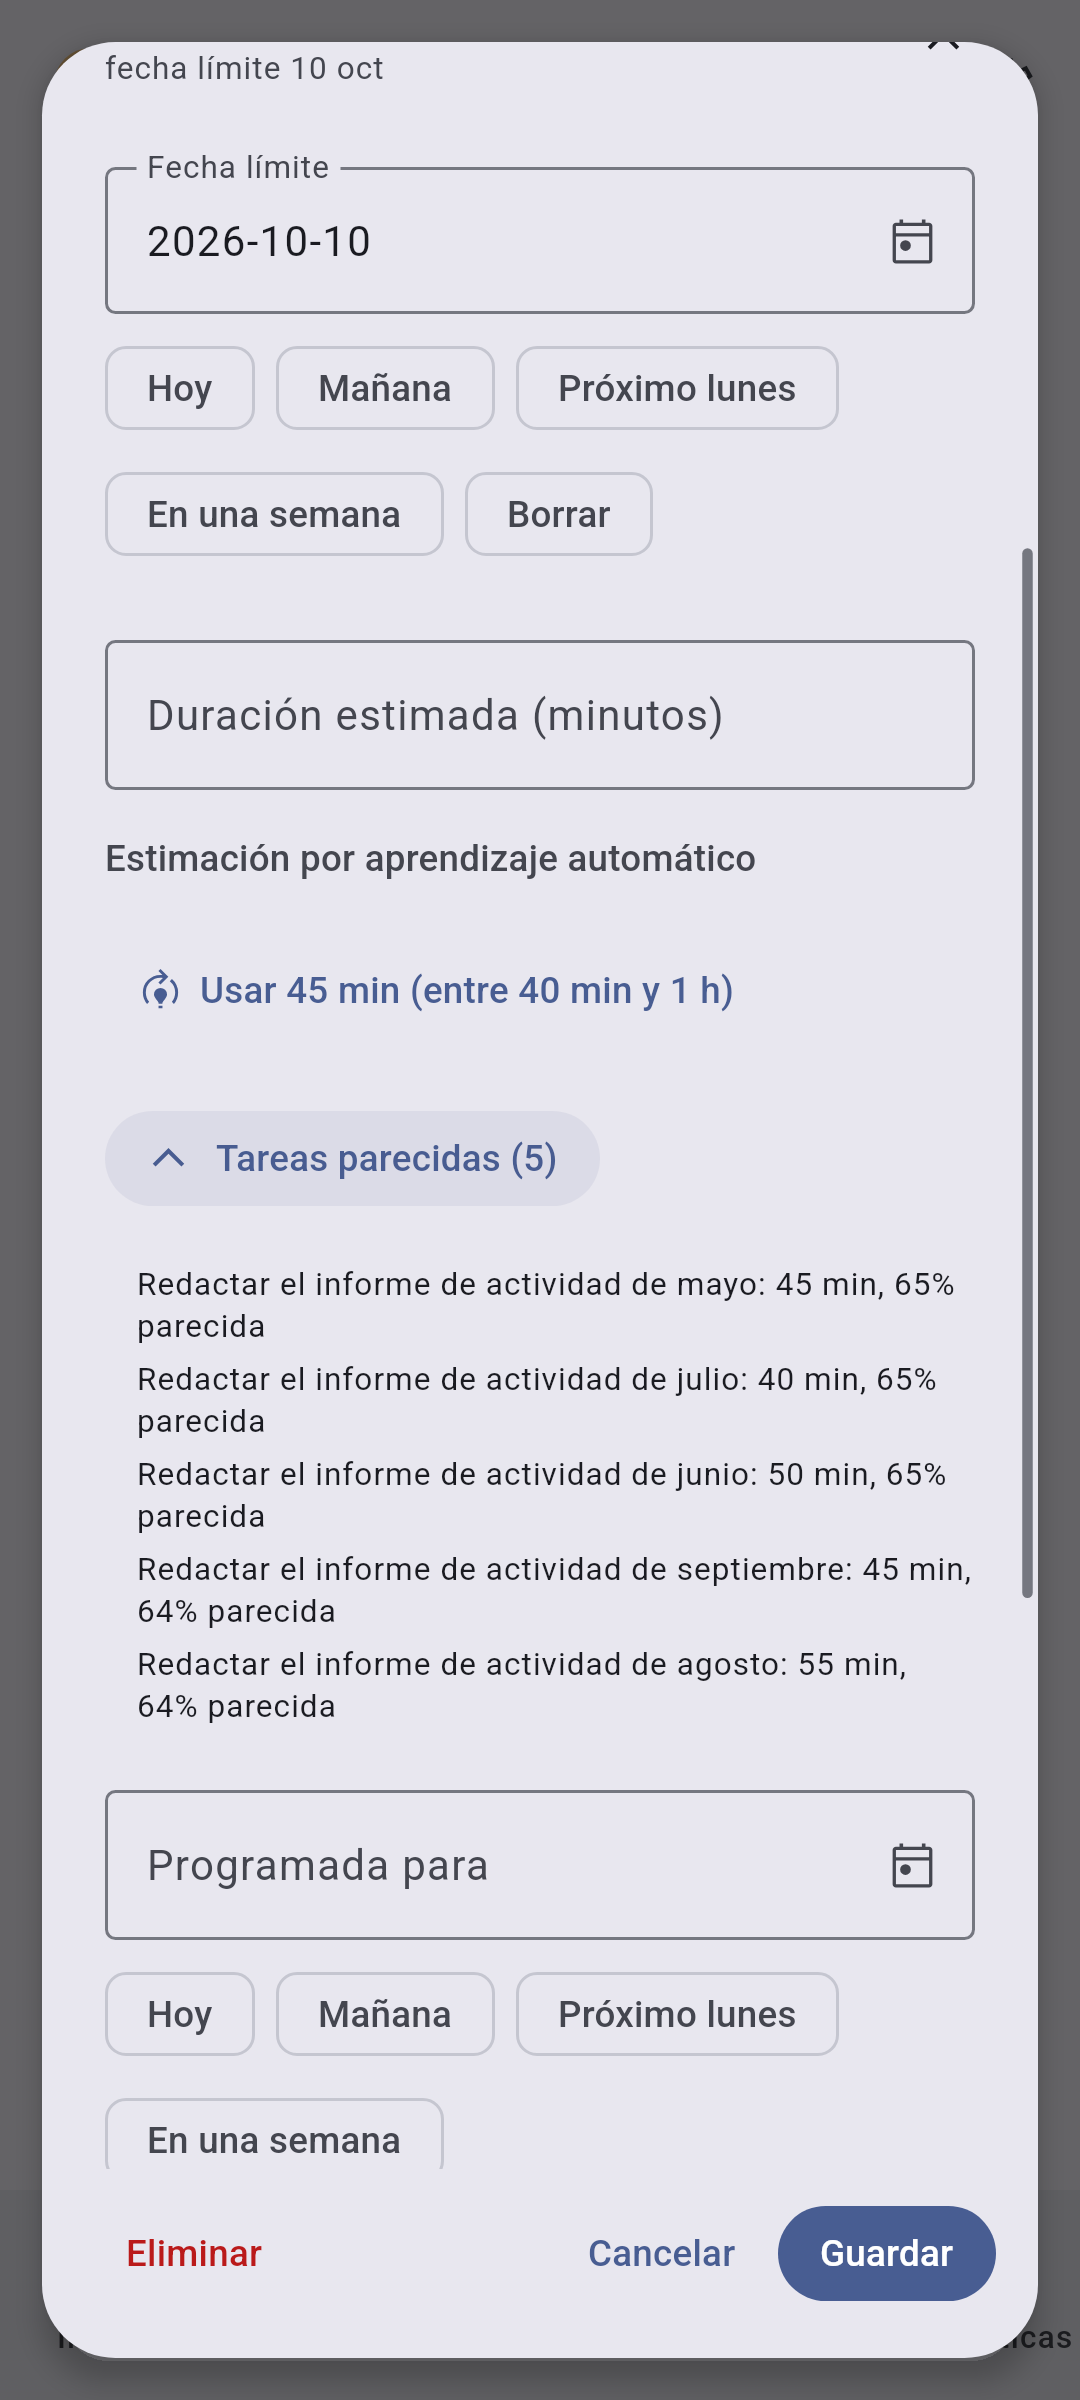 fecha límite 10 oct
Fecha límite
2026-10-10
Hoy
Mañana
Próximo lunes
En una semana
Borrar
Duración estimada (minutos)
Estimación por aprendizaje automático
Usar 45 min (entre 40 min y 1 h)
Tareas parecidas (5)
Redactar el informe de actividad de mayo: 45 min, 65%
parecida
Redactar el informe de actividad de julio: 40 min, 65%
parecida
Redactar el informe de actividad de junio: 50 min, 65%
parecida
Redactar el informe de actividad de septiembre: 45 min,
64% parecida
Redactar el informe de actividad de agosto: 55 min,
64% parecida
Programada para
Hoy
Mañana
Próximo lunes
En una semana
Eliminar
Cancelar
Guardar